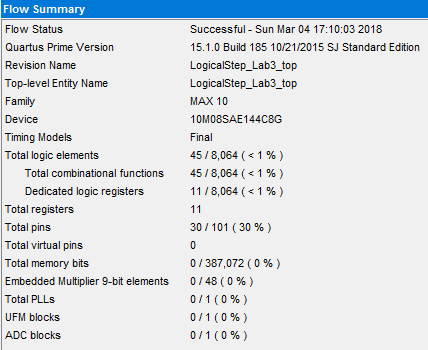 Flow Summary
Flow Status Successful - Sun Mar 04 17:10:03 2018
Quartus Prime Version 15.1.0 Build 185 10/21/2015 SJ Standard Edition
Revision Name LogicalStep_Lab3_top
Top-level Entity Name LogicalStep_Lab3_top
Family MAX 10
Device 10M08SAE144C8G
Timing Models Final
Total logic elements 45 / 8,064 ( < 1 % )
Total combinational functions 45 / 8,064 ( < 1 % )
Dedicated logic registers 11 / 8,064 ( < 1 % )
Total registers 11
Total pins 30 / 101 ( 30 % )
Total virtual pins 0
Total memory bits 0 / 387,072 ( 0 % )
Embedded Multiplier 9-bit elements 0 / 48 ( 0 % )
Total PLLs 0 / 1 ( 0 % )
UFM blocks 0 / 1 ( 0 % )
ADC blocks 0 / 1 ( 0 % )